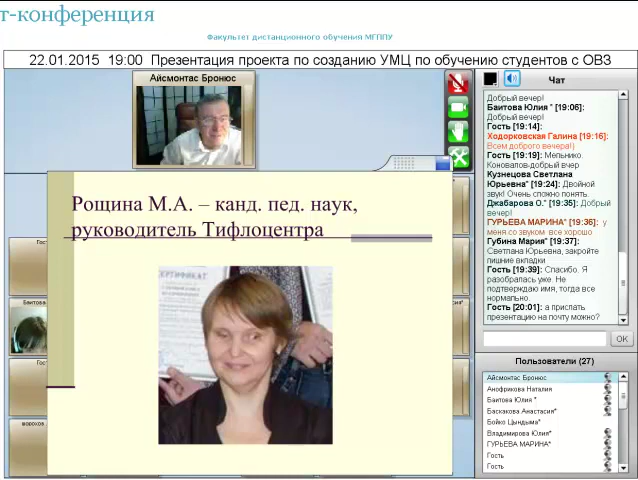 т-конференция
Факультет дистанционного обучения МГППУ
22.01.2015 19:00 Презентация проекта по созданию УМЦ по обучению студентов с ОВЗ
Айсмонтас Бронюс
Рощина М.А. – канд. пед. наук,
руководитель Тифлоцентра
СЕРТИФИКАТ
Гост
Баитова
Гост
шорохов
Чат
Добрый вечер!
Баитова Юлия * [19:06]:
Добрый вечер!
Гость [19:14]:
Ходорковская Галина [19:16]:
Всем доброго вечера!)
Гость [19:19]: Мельнико.
Коновалов-добрый вечр
Кузнецова Светлана
Юрьевна* [19:24]: Двойной
звук! Очень сложно понять.
Джабарова О.* [19:35]: Добрый
вечер!
ГУРЬЕВА МАРИНА* [19:36]: у
меня со звуком все хорошо
Губина Мария* [19:37]:
Светлана Юрьевна, закройте
лишние вкладки
Гость [19:39]: Спасибо. Я
разобралась уже. Не
подтверждаю имя, тогда все
нормально.
Гость [20:01]: а прислать
презентацию на почту можно?
OK
Пользователи (27)
Айсмонтас Бронюс
Анофрикова Наталия
Баитова Юлия *
Баскакова Анастасия*
Бойко Цындыма*
Владимирова Юлия*
ГУРЬЕВА МАРИНА*
Гость
Гость